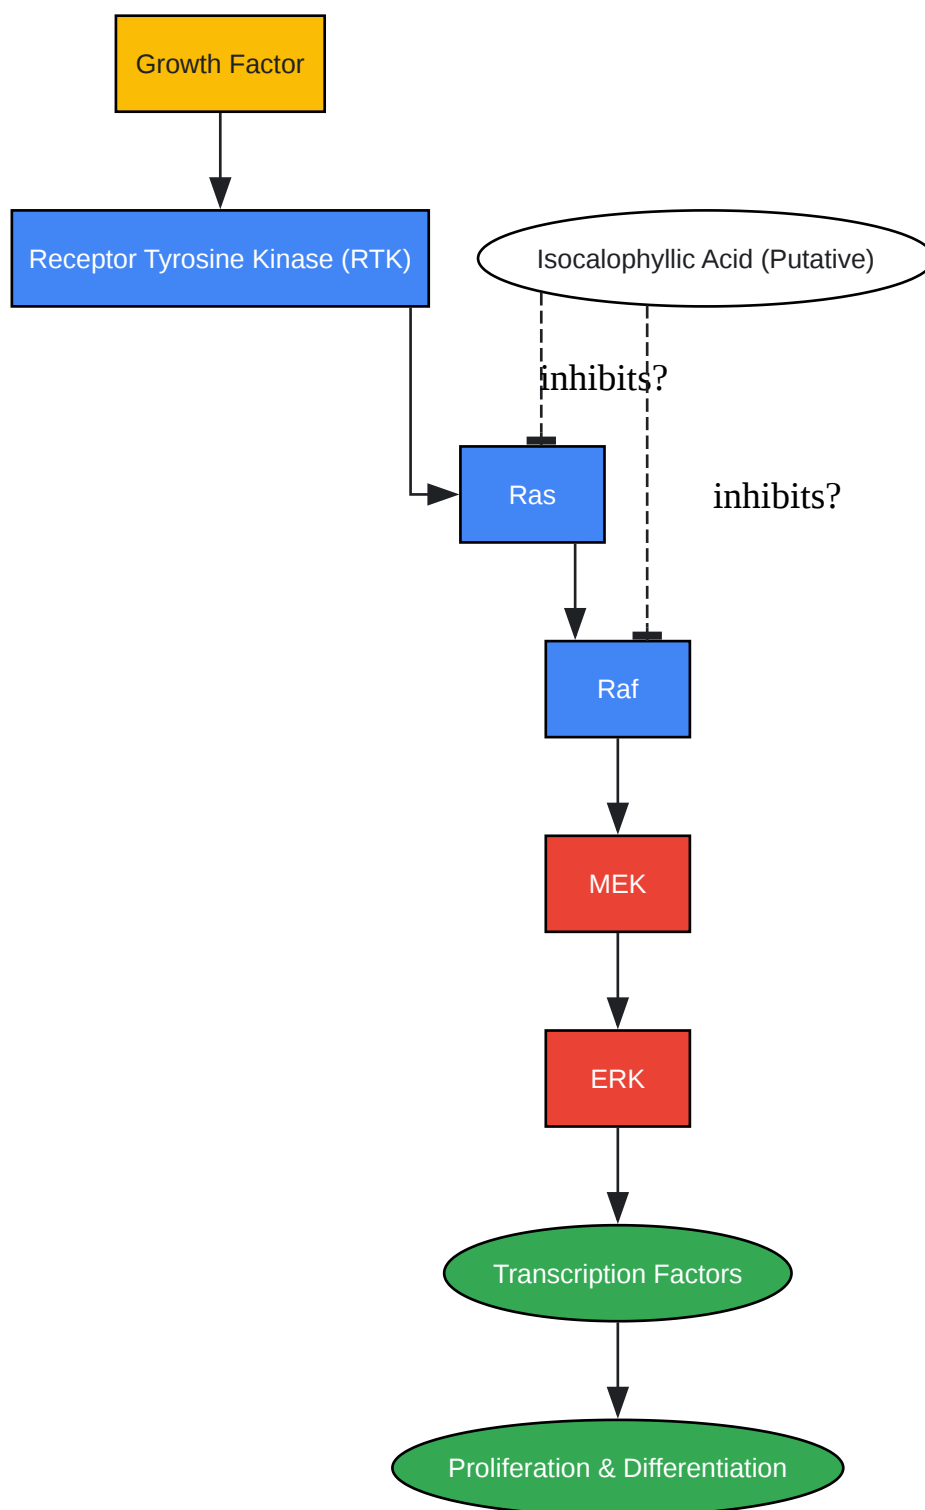 Growth Factor
Receptor Tyrosine Kinase (RTK)
Isocalophyllic Acid (Putative)
inhibits?
Ras
inhibits?
Raf
MEK
ERK
Transcription Factors
Proliferation & Differentiation